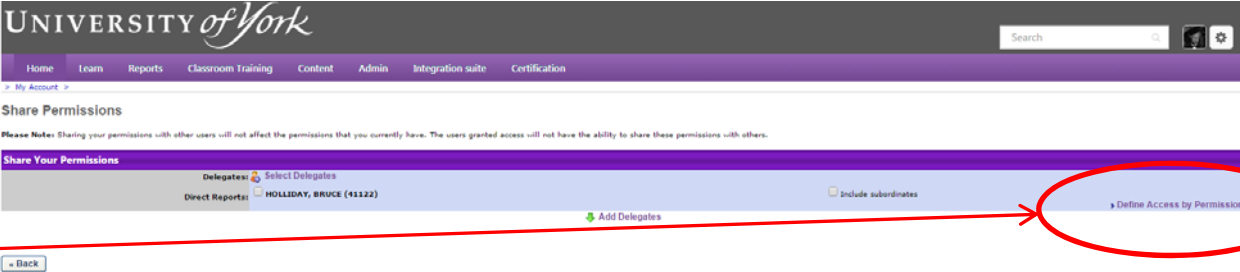 UNIVERSITY of York
Search
Home Learn Reports Classroom Training Content Admin Integration suite Certification
> My Account >
Share Permissions
Please Note: Sharing your permissions with other users will not affect the permissions that you currently have. The users granted access will not have the ability to share these permissions with others.
Share Your Permissions
Delegates: Select Delegates
Direct Reports: HOLLIDAY, BRUCE (41122) Include subordinates
Define Access by Permission
Add Delegates
« Back